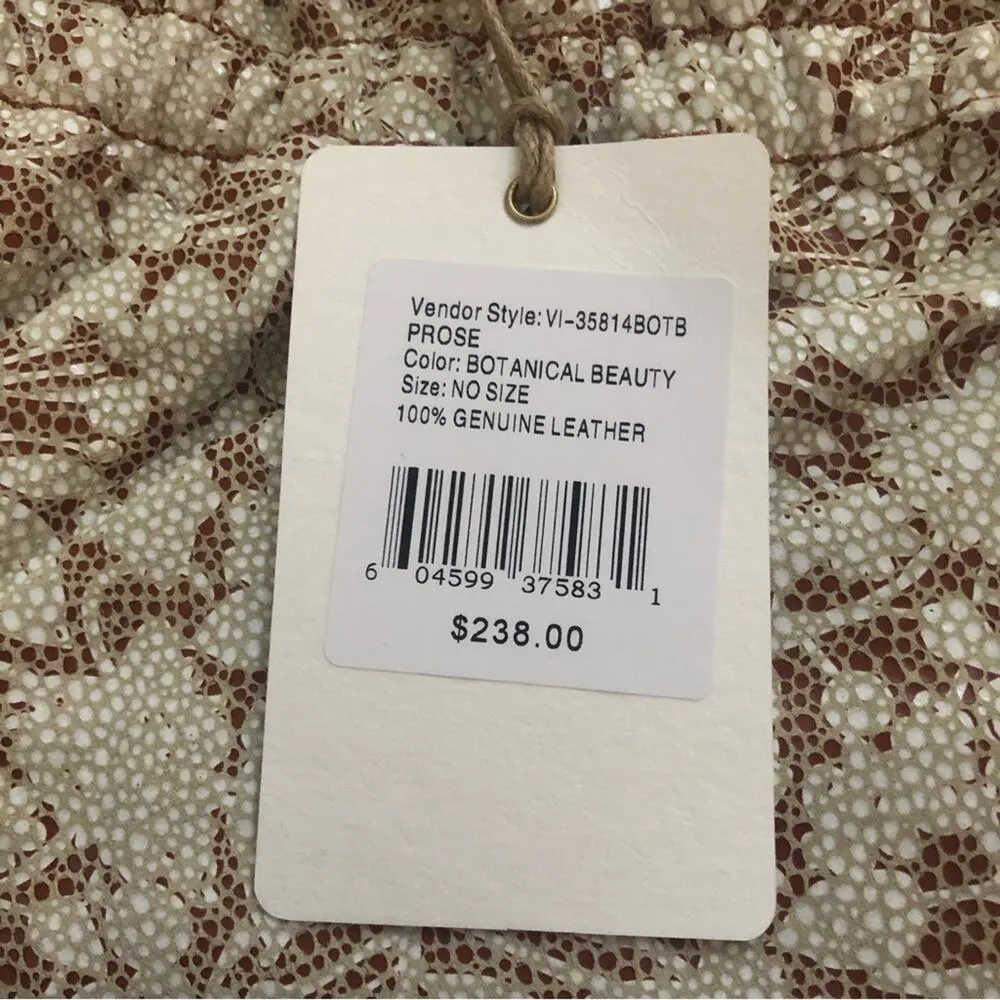 Vendor Style: VI-35814BOTB
PROSE
Color: BOTANICAL BEAUTY
Size: NO SIZE
100% GENUINE LEATHER
6 04599 37583 1
$238.00